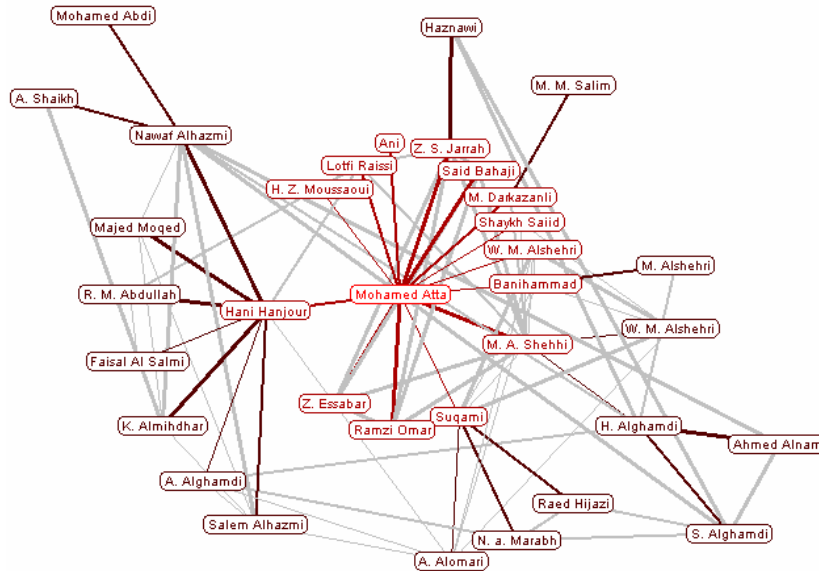 Mohamed Abdi
Haznawi
M. M. Salim
A. Shaikh
Nawaf Alhazmi
Ani
Z. S. Jarrah
Lotfi Raissi
Said Bahaji
H. Z. Moussaoui
M. Darkazanli
Shaykh Saiid
Majed Moqed
W. M. Alshehri
M. Alshehri
R. M. Abdullah
Hani Hanjour
Mohamed Atta
Banihammad
W. M. Alshehri
M. A. Shehhi
Faisal Al Salmi
Z. Essabar
K. Almihdhar
Ramzi Omar
Suqami
H. Alghamdi
Ahmed Alnam
A. Alghamdi
Raed Hijazi
Salem Alhazmi
N. a. Marabh
S. Alghamdi
A. Alomari